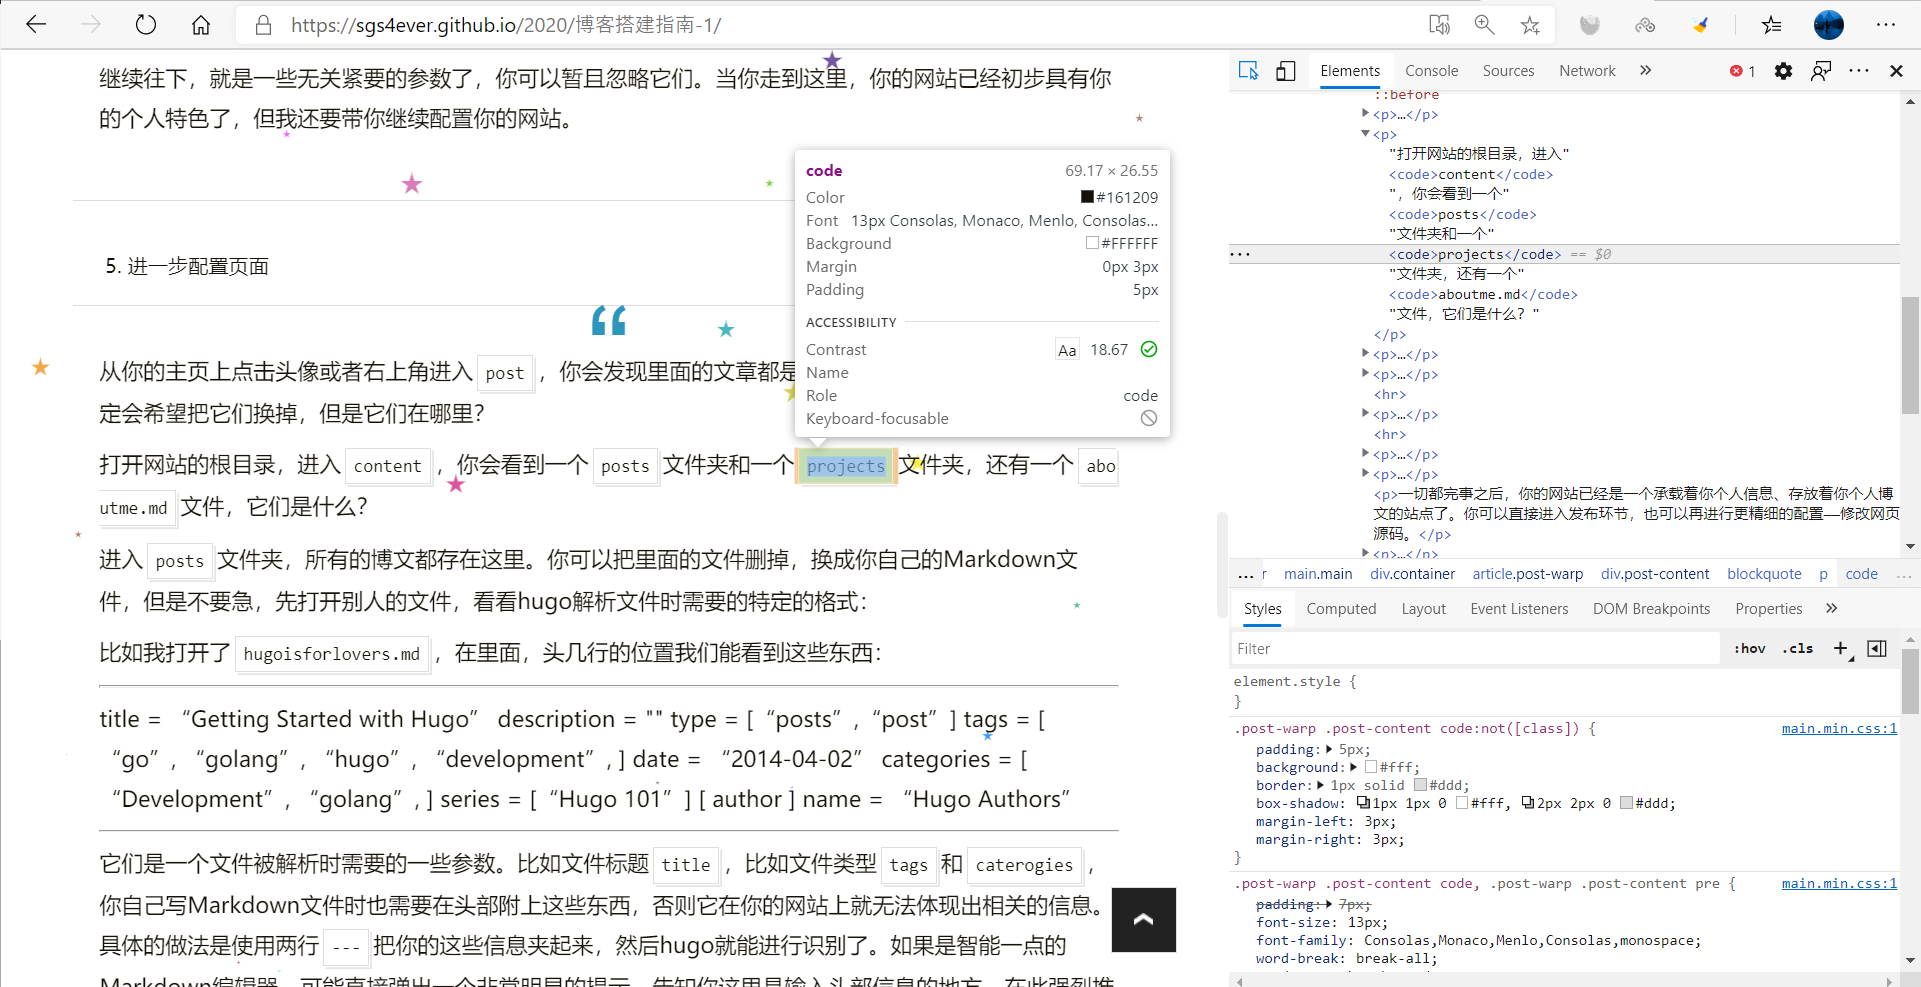 https://sgs4ever.github.io/2020/博客搭建指南-1/
继续往下，就是一些无关紧要的参数了，你可以暂且忽略它们。当你走到这里，你的网站已经初步具有你
的个人特色了，但我还要带你继续配置你的网站。
5. 进一步配置页面
“
从你的主页上点击头像或者右上角进入 post ，你会发现里面的文章都是
定会希望把它们换掉，但是它们在哪里？
打开网站的根目录，进入 content ，你会看到一个 posts 文件夹和一个 projects 文件夹，还有一个 abo
utme.md 文件，它们是什么？
进入 posts 文件夹，所有的博文都存在这里。你可以把里面的文件删掉，换成你自己的Markdown文
件，但是不要急，先打开别人的文件，看看hugo解析文件时需要的特定的格式：
比如我打开了 hugoisforlovers.md ，在里面，头几行的位置我们能看到这些东西：
title = “Getting Started with Hugo” description = "" type = [“posts”,“post”] tags = [
“go”, “golang”, “hugo”, “development”, ] date = “2014-04-02” categories = [
“Development”, “golang”, ] series = [“Hugo 101”] [ author ] name = “Hugo Authors”
它们是一个文件被解析时需要的一些参数。比如文件标题 title ，比如文件类型 tags 和 caterogies ，
你自己写Markdown文件时也需要在头部附上这些东西，否则它在你的网站上就无法体现出相关的信息。
具体的做法是使用两行 --- 把你的这些信息夹起来，然后hugo就能进行识别了。如果是智能一点的
code 69.17 × 26.55
Color #161209
Font 13px Consolas, Monaco, Menlo, Consolas...
Background #FFFFFF
Margin 0px 3px
Padding 5px
ACCESSIBILITY
Contrast Aa 18.67
Name
Role code
Keyboard-focusable
Elements Console Sources Network 1
::before
<p>…</p>
<p>
"打开网站的根目录，进入"
<code>content</code>
"，你会看到一个"
<code>posts</code>
"文件夹和一个"
<code>projects</code> == $0
"文件夹，还有一个"
<code>aboutme.md</code>
"文件，它们是什么？"
</p>
<p>…</p>
<p>…</p>
<hr>
<p>…</p>
<hr>
<p>…</p>
<p>…</p>
<p>一切都完事之后，你的网站已经是一个承载着你个人信息、存放着你个人博
文的站点了。你可以直接进入发布环节，也可以再进行更精细的配置——修改网页
源码。</p>
<p>…</p>
... r main.main div.container article.post-warp div.post-content blockquote p code ...
Styles Computed Layout Event Listeners DOM Breakpoints Properties
Filter :hov .cls +
element.style {
}
.post-warp .post-content code:not([class]) { main.min.css:1
padding: 5px;
background: #fff;
border: 1px solid #ddd;
box-shadow: 1px 1px 0 #fff, 2px 2px 0 #ddd;
margin-left: 3px;
margin-right: 3px;
}
.post-warp .post-content code, .post-warp .post-content pre { main.min.css:1
padding: 7px;
font-size: 13px;
font-family: Consolas,Monaco,Menlo,Consolas,monospace;
word-break: break-all;